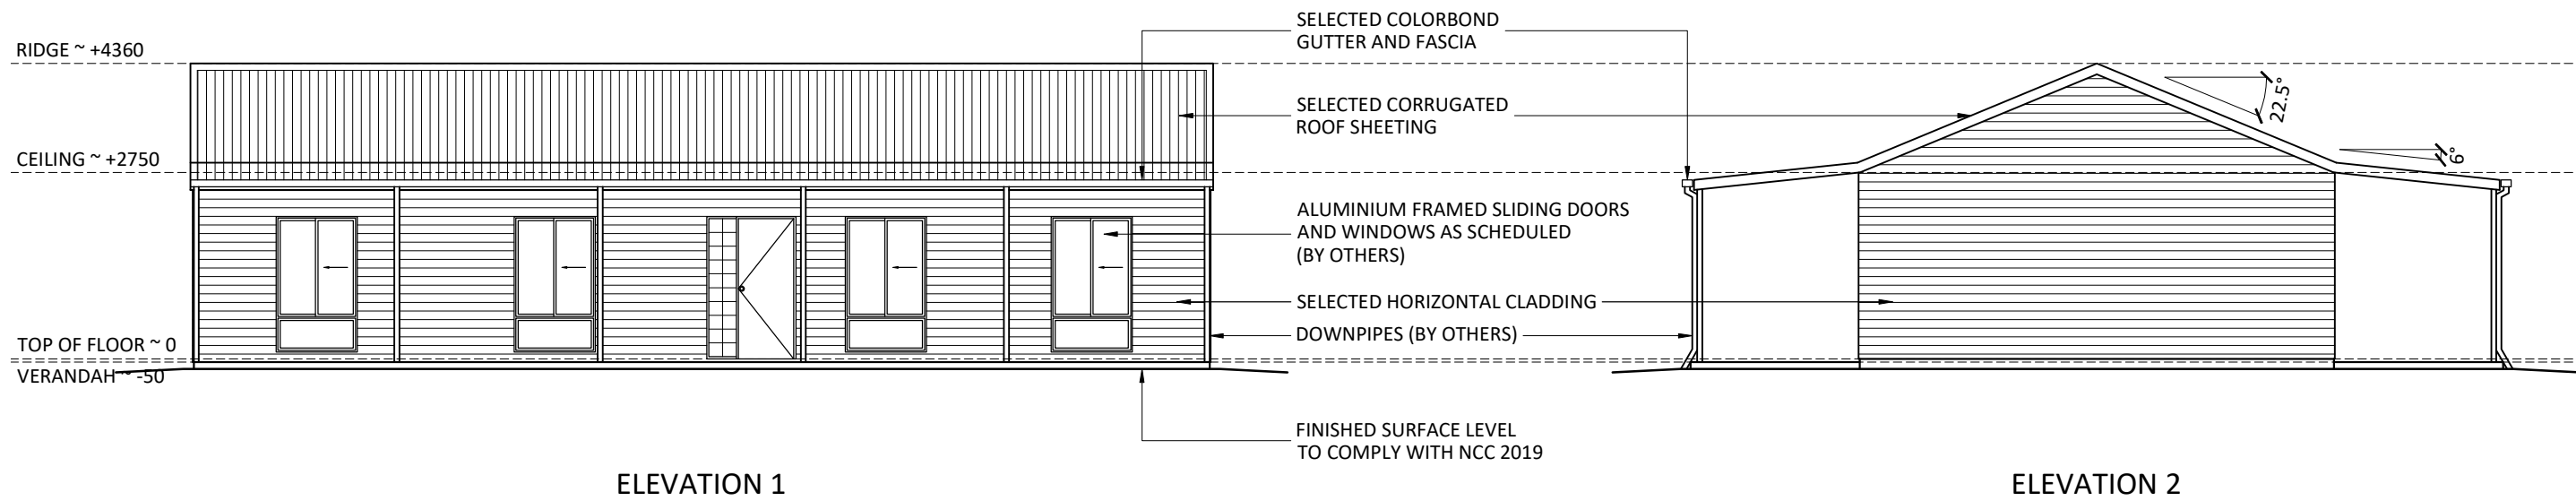 SELECTED COLORBOND
GUTTER AND FASCIA
RIDGE ~ +4360
22.5°
SELECTED CORRUGATED
ROOF SHEETING
CEILING ~ +2750
6°
ALUMINIUM FRAMED SLIDING DOORS
AND WINDOWS AS SCHEDULED
(BY OTHERS)
SELECTED HORIZONTAL CLADDING
DOWNPIPES (BY OTHERS)
TOP OF FLOOR ~ 0
VERANDAH ~ -50
FINISHED SURFACE LEVEL
TO COMPLY WITH NCC 2019
ELEVATION 1
ELEVATION 2